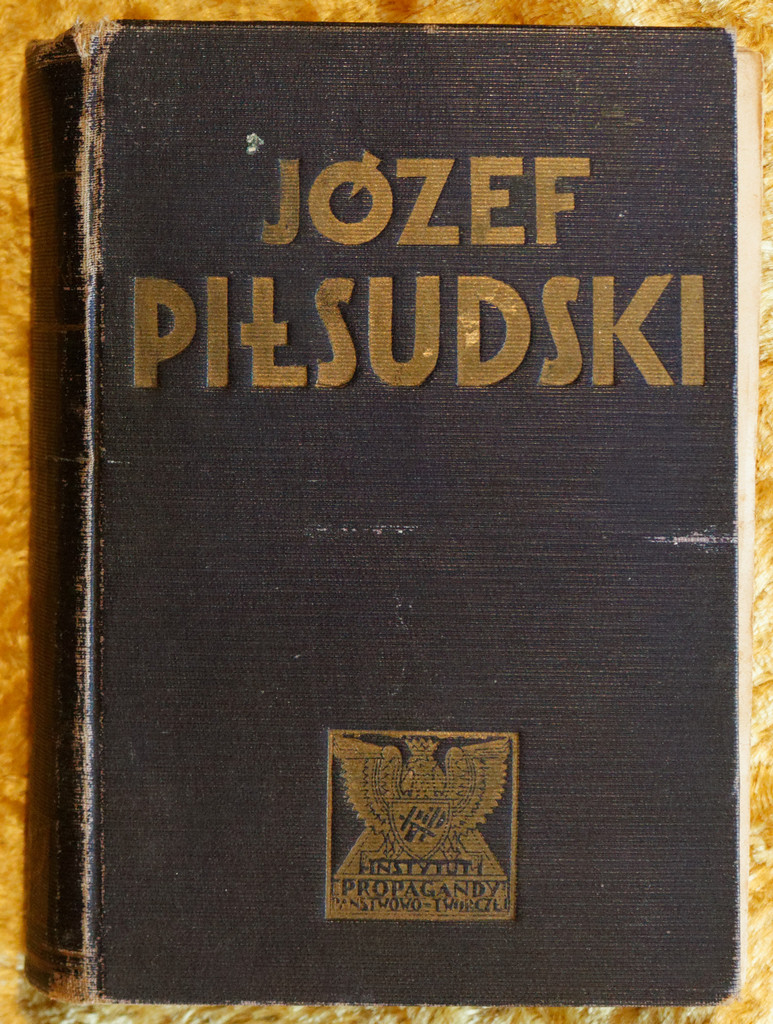 JÓZEF
PIŁSUDSKI
INSTYTUT
PROPAGANDY
PAŃSTWOWO-TWÓRCZEJ